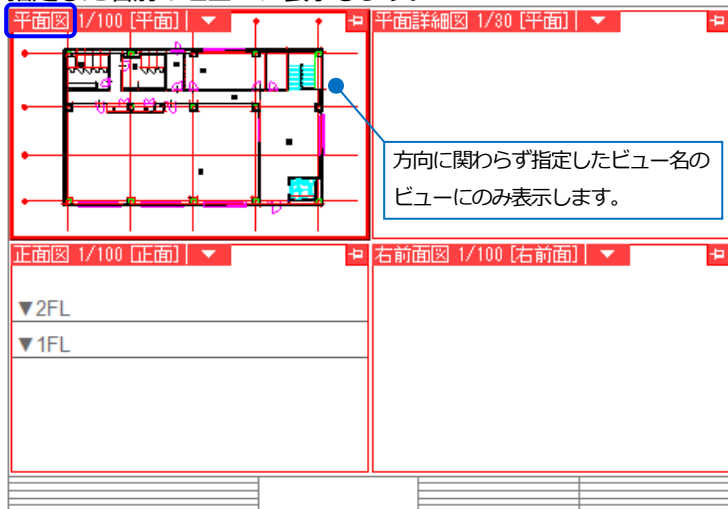 平面図 1/100 [平面]
平面詳細図 1/30 [平面]
方向に関わらず指定したビュー名の
ビューにのみ表示します。
正面図 1/100 [正面]
右前面図 1/100 [右前面]
▼2FL
▼1FL